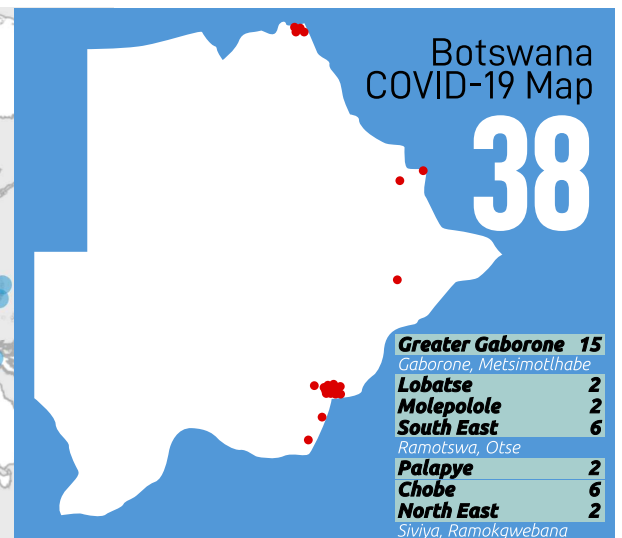 Botswana
COVID-19 Map
38
Greater Gaborone 15
Gaborone, Metsimotlhabe
Lobatse 2
Molepolole 2
South East 6
Ramotswa, Otse
Palapye 2
Chobe 6
North East 2
Siviya, Ramokgwebana